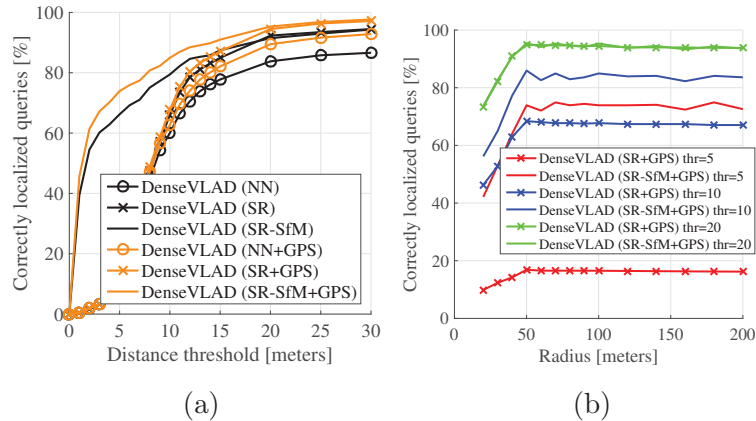 100
80
60
40
20
0
Correctly localized queries [%]
DenseVLAD (NN)
DenseVLAD (SR)
DenseVLAD (SR-SfM)
DenseVLAD (NN+GPS)
DenseVLAD (SR+GPS)
DenseVLAD (SR-SfM+GPS)
0 5 10 15 20 25 30
Distance threshold [meters]
(a)
100
80
60
40
20
0
Correctly localized queries [%]
DenseVLAD (SR+GPS) thr=5
DenseVLAD (SR-SfM+GPS) thr=5
DenseVLAD (SR+GPS) thr=10
DenseVLAD (SR-SfM+GPS) thr=10
DenseVLAD (SR+GPS) thr=20
DenseVLAD (SR-SfM+GPS) thr=20
0 50 100 150 200
Radius [meters]
(b)